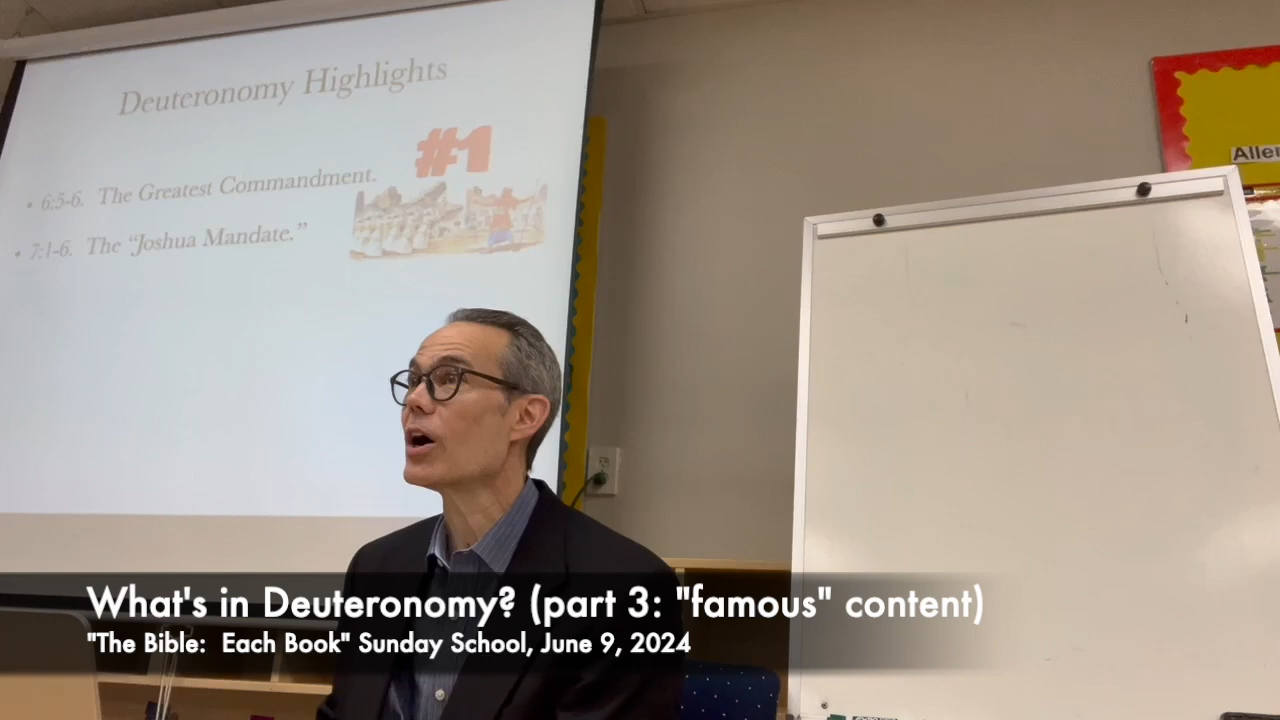 Deuteronomy Highlights
#1
• 6:5-6. The Greatest Commandment.
• 7:1-6. The “Joshua Mandate.”
Aller
What's in Deuteronomy? (part 3: "famous" content)
"The Bible: Each Book" Sunday School, June 9, 2024